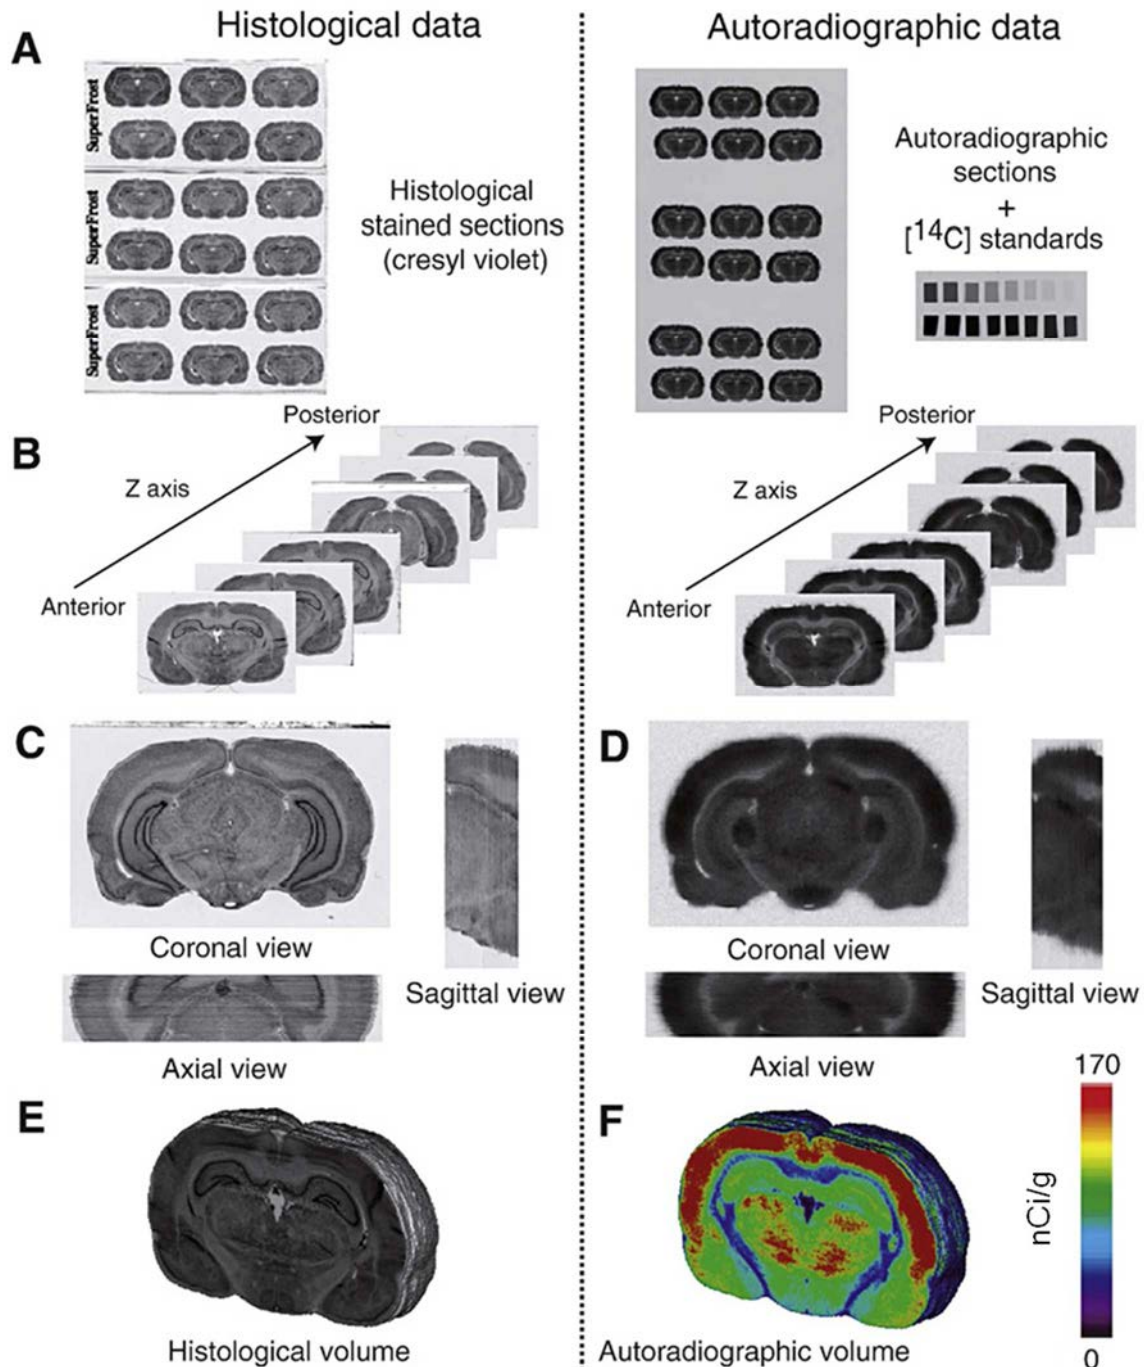 Histological data
Autoradiographic data
A
SuperFrost
SuperFrost
SuperFrost
Histological
stained sections
(cresyl violet)
Autoradiographic
sections
+
[¹⁴C] standards
B
Posterior
Z axis
Anterior
Posterior
Z axis
Anterior
C
Coronal view
Sagittal view
Axial view
D
Coronal view
Sagittal view
Axial view
E
Histological volume
F
Autoradiographic volume
170
nCi/g
0